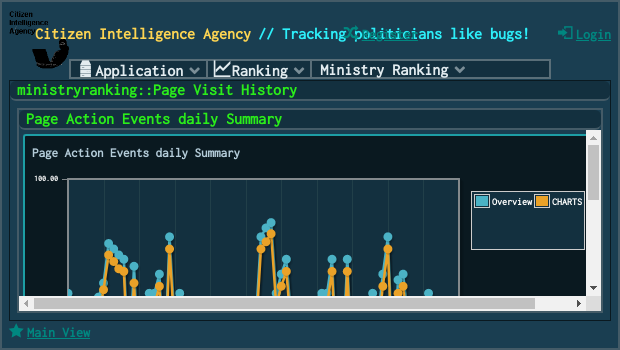 Citizen
Intelligence
Agency
Citizen Intelligence Agency // Tracking politicians like bugs!
Register
Login
Application
Ranking
Ministry Ranking
ministryranking::Page Visit History
Page Action Events daily Summary
Page Action Events daily Summary
100.00
Overview
CHARTS
Main View